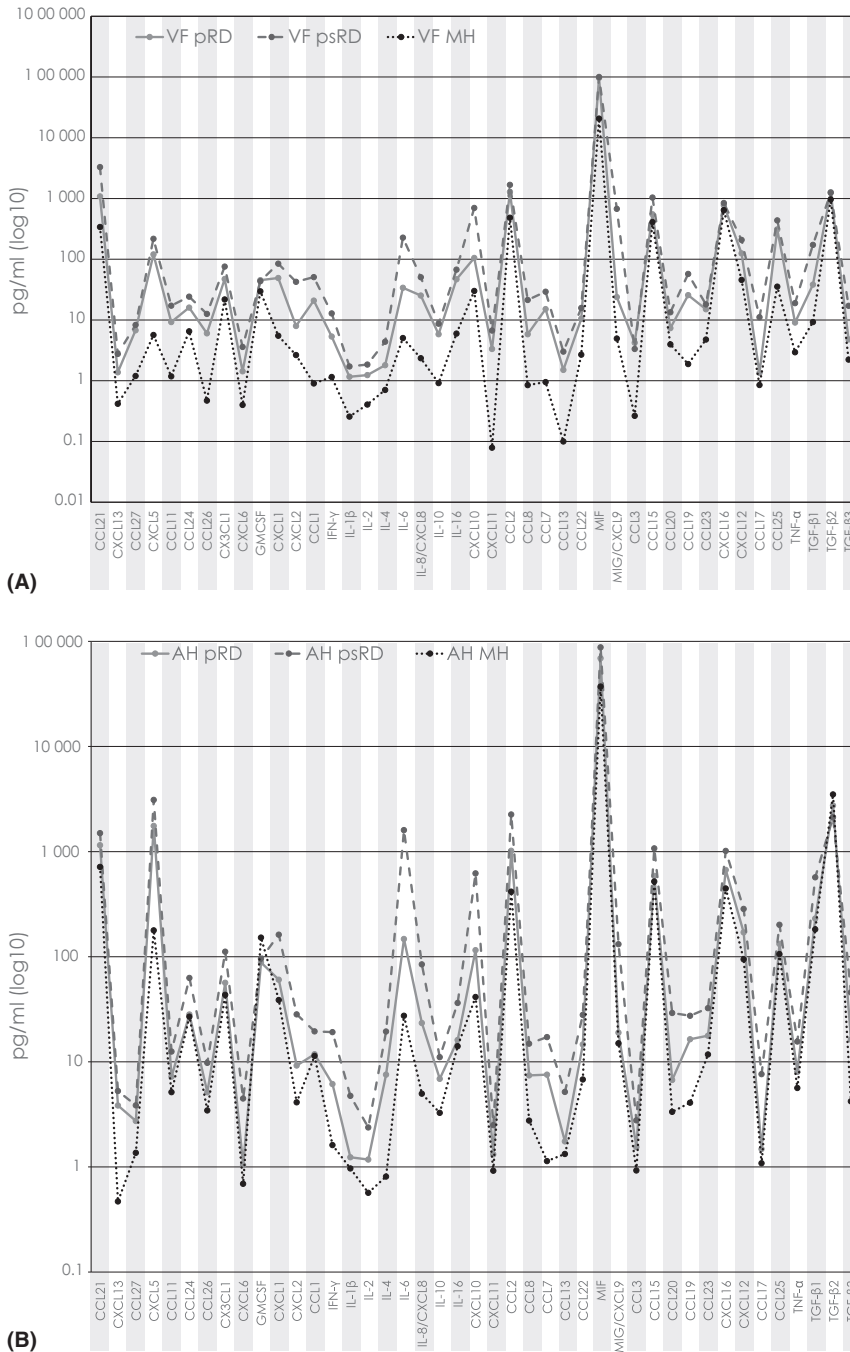 10 00 000
VF pRD VF psRD VF MH
1 00 000
10 000
1 000
100
10
1
0.1
0.01
pg/ml (log10)
CCL21
CXCL13
CCL27
CXCL5
CCL11
CCL24
CCL26
CX3CL1
CXCL6
GMCSF
CXCL1
CXCL2
CCL1
IFN-γ
IL-1β
IL-2
IL-4
IL-6
IL-8/CXCL8
IL-10
IL-16
CXCL10
CXCL11
CCL2
CCL8
CCL7
CCL13
CCL22
MIF
MIG/CXCL9
CCL3
CCL15
CCL20
CCL19
CCL23
CXCL16
CXCL12
CCL17
CCL25
TNF-α
TGF-β1
TGF-β2
TGF-β3
(A)
1 00 000
AH pRD AH psRD AH MH
10 000
1 000
100
10
1
0.1
pg/ml (log10)
CCL21
CXCL13
CCL27
CXCL5
CCL11
CCL24
CCL26
CX3CL1
CXCL6
GMCSF
CXCL1
CXCL2
CCL1
IFN-γ
IL-1β
IL-2
IL-4
IL-6
IL-8/CXCL8
IL-10
IL-16
CXCL10
CXCL11
CCL2
CCL8
CCL7
CCL13
CCL22
MIF
MIG/CXCL9
CCL3
CCL15
CCL20
CCL19
CCL23
CXCL16
CXCL12
CCL17
CCL25
TNF-α
TGF-β1
TGF-β2
(B)